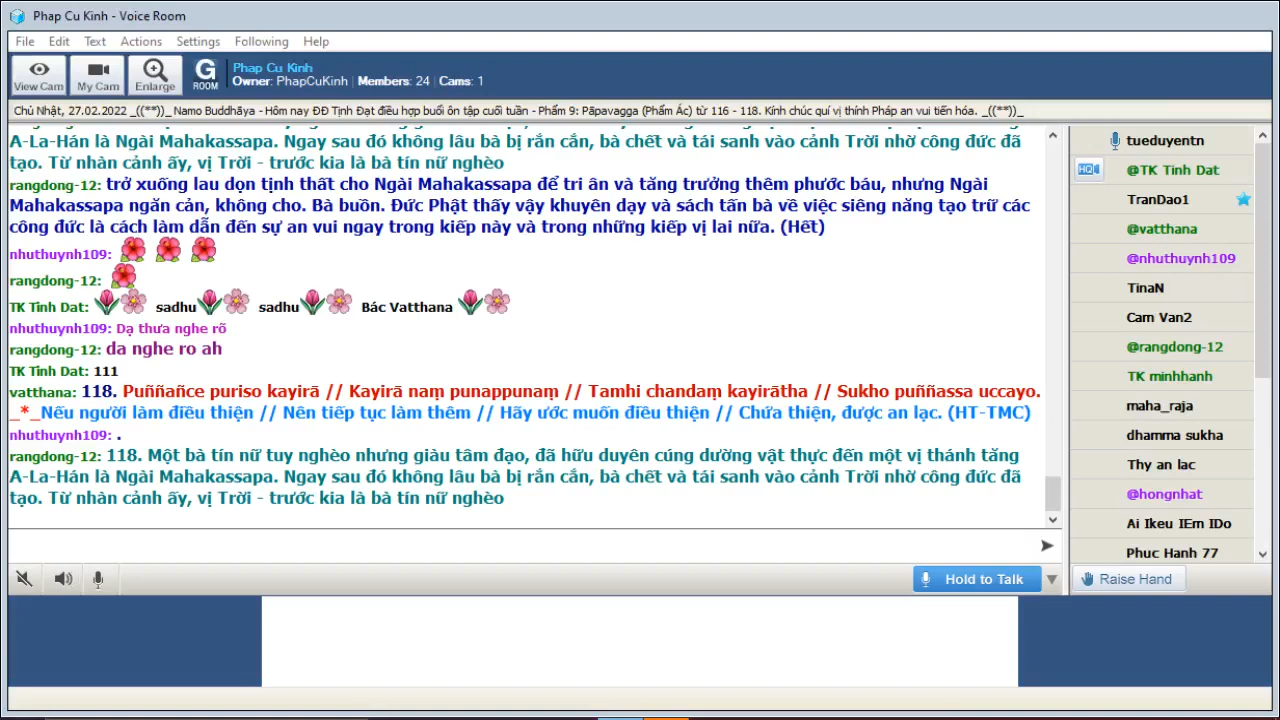 Phap Cu Kinh - Voice Room
File Edit Text Actions Settings Following Help
View Cam My Cam Enlarge G ROOM Phap Cu Kinh
Owner: PhapCuKinh | Members: 24 | Cams: 1
Chủ Nhật, 27.02.2022 _((**))_ Namo Buddhāya - Hôm nay ĐĐ Tịnh Đạt điều hợp buổi ôn tập cuối tuần - Phẩm 9: Pāpavagga (Phẩm Ác) từ 116 - 118. Kính chúc quí vị thính Pháp an vui tiến hóa. _((**))_
A-La-Hán là Ngài Mahakassapa. Ngay sau đó không lâu bà bị rắn cắn, bà chết và tái sanh vào cảnh Trời nhờ công đức đã
tạo. Từ nhàn cảnh ấy, vị Trời - trước kia là bà tín nữ nghèo
rangdong-12: trở xuống lau dọn tịnh thất cho Ngài Mahakassapa để tri ân và tăng trưởng thêm phước báu, nhưng Ngài
Mahakassapa ngăn cản, không cho. Bà buồn. Đức Phật thấy vậy khuyên dạy và sách tấn bà về việc siêng năng tạo trữ các
công đức là cách làm dẫn đến sự an vui ngay trong kiếp này và trong những kiếp vị lai nữa. (Hết)
nhuthuynh109:
rangdong-12:
TK Tinh Dat: sadhu sadhu Bác Vatthana
nhuthuynh109: Dạ thưa nghe rõ
rangdong-12: da nghe ro ah
TK Tinh Dat: 111
vatthana: 118. Puññañce puriso kayirā // Kayirā naṃ punappunaṃ // Tamhi chandaṃ kayirātha // Sukho puññassa uccayo.
_*_Nếu người làm điều thiện // Nên tiếp tục làm thêm // Hãy ước muốn điều thiện // Chứa thiện, được an lạc. (HT-TMC)
nhuthuynh109: .
rangdong-12: 118. Một bà tín nữ tuy nghèo nhưng giàu tâm đạo, đã hữu duyên cúng dường vật thực đến một vị thánh tăng
A-La-Hán là Ngài Mahakassapa. Ngay sau đó không lâu bà bị rắn cắn, bà chết và tái sanh vào cảnh Trời nhờ công đức đã
tạo. Từ nhàn cảnh ấy, vị Trời - trước kia là bà tín nữ nghèo
Hold to Talk
tueduyentn
HQ @TK Tinh Dat
TranDao1
@vatthana
@nhuthuynh109
TinaN
Cam Van2
@rangdong-12
TK minhhanh
maha_raja
dhamma sukha
Thy an lac
@hongnhat
Ai Ikeu IEm IDo
Phuc Hanh 77
Raise Hand